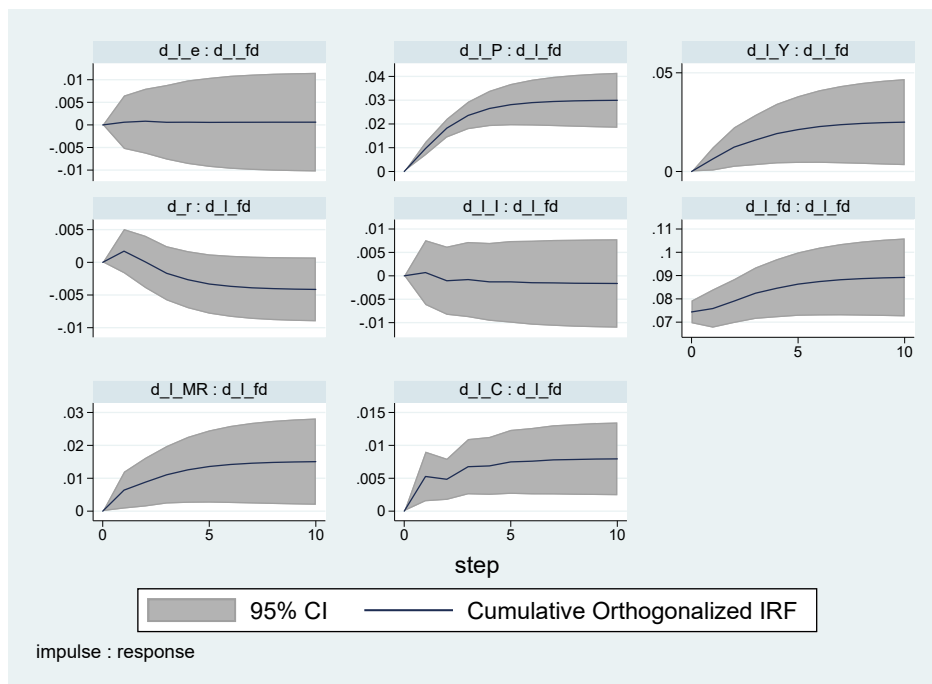 d_l_e : d_l_fd
.01
.005
0
-.005
-.01
d_l_P : d_l_fd
.04
.03
.02
.01
0
d_l_Y : d_l_fd
.05
0
d_r : d_l_fd
.005
0
-.005
-.01
d_l_I : d_l_fd
.01
.005
0
-.005
-.01
d_l_fd : d_l_fd
.11
.1
.09
.08
.07
0 5 10
d_l_MR : d_l_fd
.03
.02
.01
0
0 5 10
d_l_C : d_l_fd
.015
.01
.005
0
0 5 10
step
95% CI Cumulative Orthogonalized IRF
impulse : response